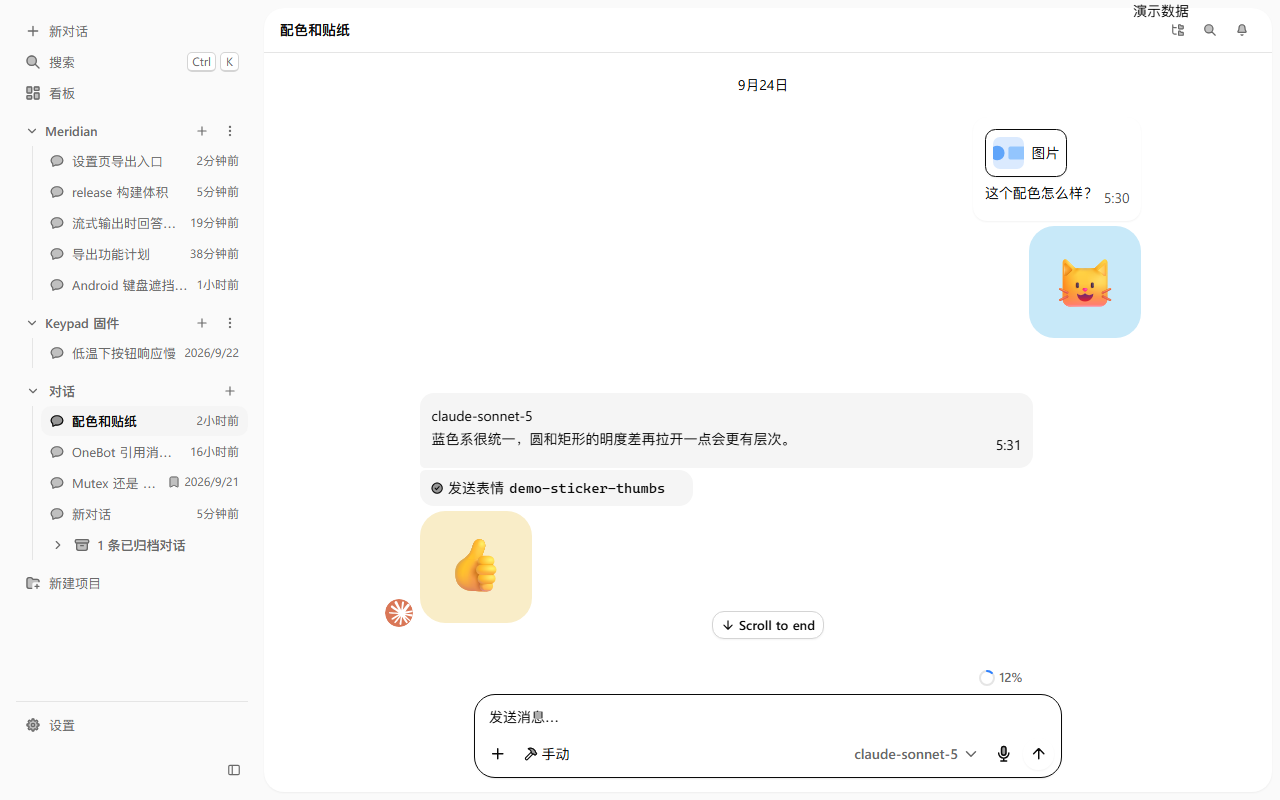 新对话
搜索 Ctrl K
看板
Meridian
设置页导出入口 2分钟前
release 构建体积 5分钟前
流式输出时回答… 19分钟前
导出功能计划 38分钟前
Android 键盘遮挡… 1小时前
Keypad 固件
低温下按钮响应慢 2026/9/22
对话
配色和贴纸 2小时前
OneBot 引用消… 16小时前
Mutex 还是 … 2026/9/21
新对话 5分钟前
1 条已归档对话
新建项目
设置
演示数据
配色和贴纸
9月24日
图片
这个配色怎么样？ 5:30
claude-sonnet-5
蓝色系很统一，圆和矩形的明度差再拉开一点会更有层次。 5:31
发送表情 demo-sticker-thumbs
Scroll to end
12%
发送消息…
手动 claude-sonnet-5